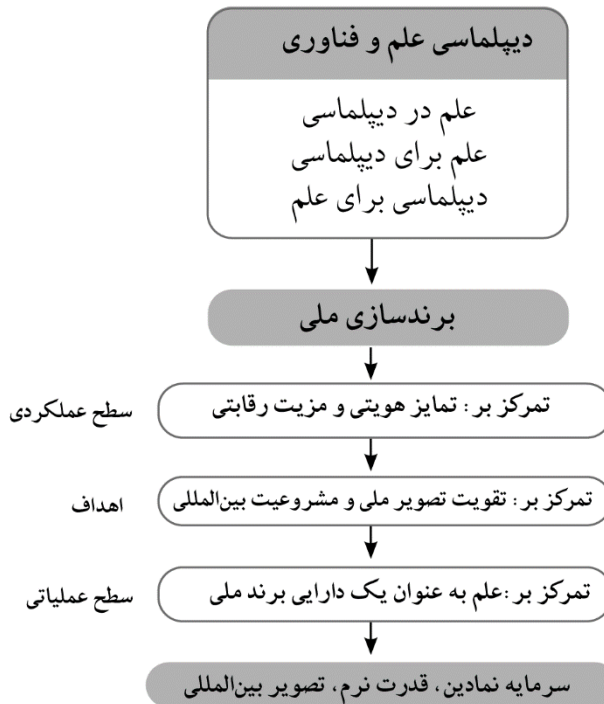 دیپلماسی علم و فناوری
علم در دیپلماسی
علم برای دیپلماسی
دیپلماسی برای علم
برندسازی ملی
تمرکز بر : تمایز هویتی و مزیت رقابتی
سطح عملکردی
تمرکز بر : تقویت تصویر ملی و مشروعیت بین‌المللی
اهداف
تمرکز بر :علم به عنوان یک دارایی برند ملی
سطح عملیاتی
سرمایه نمادین، قدرت نرم، تصویر بین‌المللی